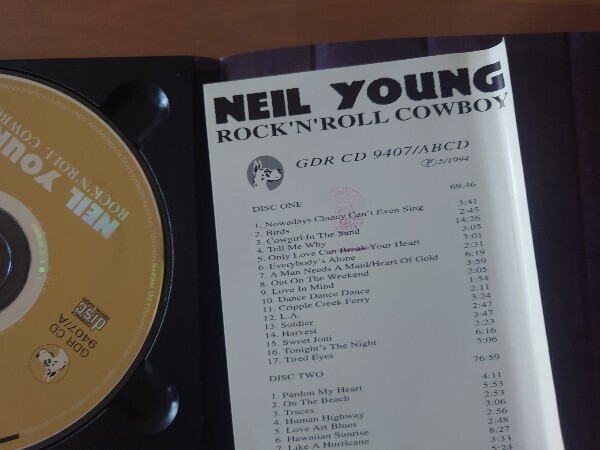 NEIL YOUNG
ROCK'N'ROLL COWBOY
GDR CD 9407/ABCD
Ⓟ 5/1994
DISC ONE 69:46
1. Nowadays Clancy Can't Even Sing 3:41
2. Birds 2:45
3. Cowgirl In The Sand 14:26
4. Tell Me Why 3:05
5. Only Love Can Break Your Heart 3:01
6. Everybody's Alone 2:31
7. A Man Needs A Maid/Heart Of Gold 6:19
8. Out On The Weekend 3:59
9. Love In Mind 2:05
10. Dance Dance Dance 1:54
11. Cripple Creek Ferry 2:11
12. L.A. 3:24
13. Soldier 2:47
14. Harvest 3:47
15. Sweet Joni 2:23
16. Tonight's The Night 6:16
17. Tired Eyes 5:06
DISC TWO 76:59
1. Pardon My Heart 4:11
2. On The Beach 5:53
3. Traces 2:53
4. Human Highway 3:06
5. Love Art Blues 2:56
6. Hawaiian Sunrise 2:48
7. Like A Hurricane 8:27
3:31
5:24
NEIL YOUN
ROCK'N'ROLL COWBO
disc
GDR CD
9407/A